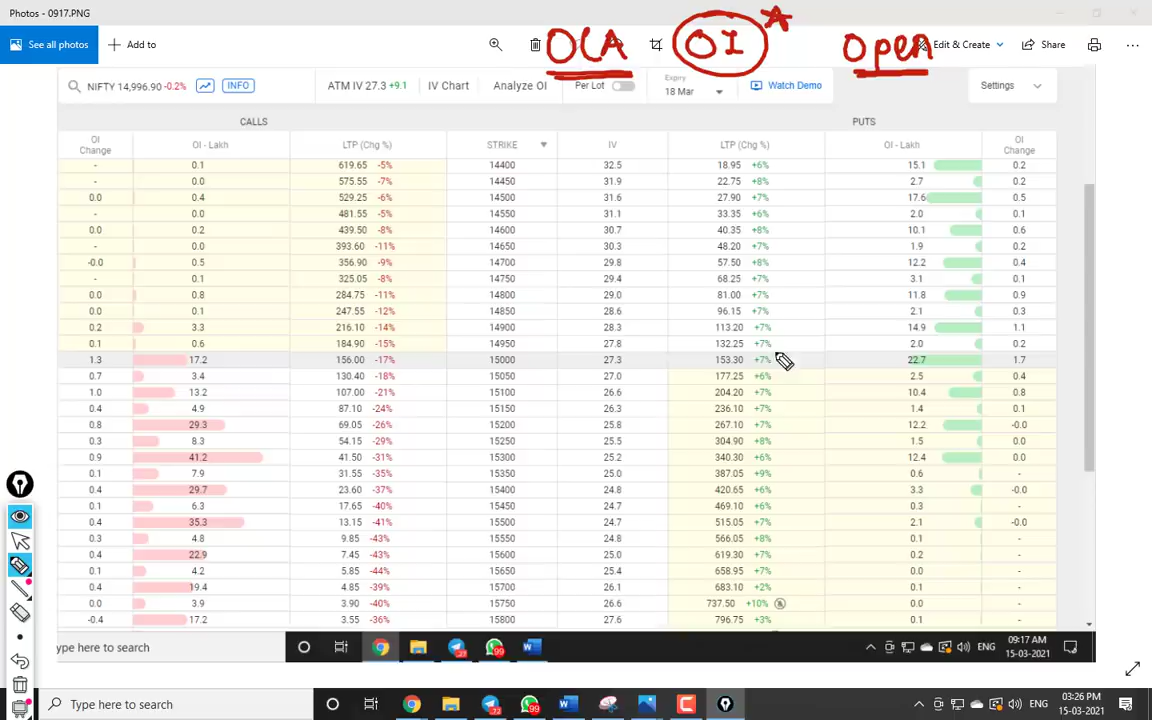 Photos - 0917.PNG
OCA OI Open
See all photos Add to Edit & Create Share
NIFTY 14,996.90 -0.2% INFO ATM IV 27.3 +9.1 IV Chart Analyze OI Per Lot Expiry 18 Mar Watch Demo Settings
CALLS PUTS
OI Change OI - Lakh LTP (Chg %) STRIKE IV LTP (Chg %) OI - Lakh OI Change
- 0.1 619.65 -5% 14400 32.5 18.95 +6% 15.1 0.2
- 0.0 575.55 -7% 14450 31.9 22.75 +8% 2.7 0.2
0.0 0.4 529.25 -6% 14500 31.6 27.90 +7% 17.6 0.5
- 0.0 481.55 -5% 14550 31.1 33.35 +6% 2.0 0.1
0.0 0.2 439.50 -8% 14600 30.7 40.35 +8% 10.1 0.6
- 0.0 393.60 -11% 14650 30.3 48.20 +7% 1.9 0.2
-0.0 0.5 356.90 -9% 14700 29.8 57.50 +8% 12.2 0.4
- 0.1 325.05 -8% 14750 29.4 68.25 +7% 3.1 0.1
0.0 0.8 284.75 -11% 14800 29.0 81.00 +7% 11.8 0.9
0.0 0.1 247.55 -12% 14850 28.6 96.15 +7% 2.1 0.3
0.2 3.3 216.10 -14% 14900 28.3 113.20 +7% 14.9 1.1
0.1 0.6 184.90 -15% 14950 27.8 132.25 +7% 2.0 0.2
1.3 17.2 156.00 -17% 15000 27.3 153.30 +7% 22.7 1.7
0.7 3.4 130.40 -18% 15050 27.0 177.25 +6% 2.5 0.4
1.0 13.2 107.00 -21% 15100 26.6 204.20 +7% 10.4 0.8
0.4 4.9 87.10 -24% 15150 26.3 236.10 +7% 1.4 0.1
0.8 29.3 69.05 -26% 15200 25.8 267.10 +7% 12.2 -0.0
0.3 8.3 54.15 -29% 15250 25.5 304.90 +8% 1.5 0.0
0.9 41.2 41.50 -31% 15300 25.2 340.30 +6% 12.4 0.0
0.1 7.9 31.55 -35% 15350 25.0 387.05 +9% 0.6 -
0.4 29.7 23.60 -37% 15400 24.8 420.65 +6% 3.3 -0.0
0.1 6.3 17.65 -40% 15450 24.7 469.10 +6% 0.3 -
0.4 35.3 13.15 -41% 15500 24.7 515.05 +7% 2.1 -0.0
0.3 4.8 9.85 -43% 15550 24.8 566.05 +8% 0.1 -
0.4 22.9 7.45 -43% 15600 25.0 619.30 +7% 0.2 -
0.1 4.2 5.85 -44% 15650 25.4 658.95 +7% 0.0 -
0.4 19.4 4.85 -39% 15700 26.1 683.10 +2% 0.1 -
0.0 3.9 3.90 -40% 15750 26.6 737.50 +10% 0.0 -
-0.4 17.2 3.55 -36% 15800 27.6 796.75 +3% 0.1 -
ype here to search ENG 09:17 AM 15-03-2021
Type here to search ENG 03:26 PM 15-03-2021